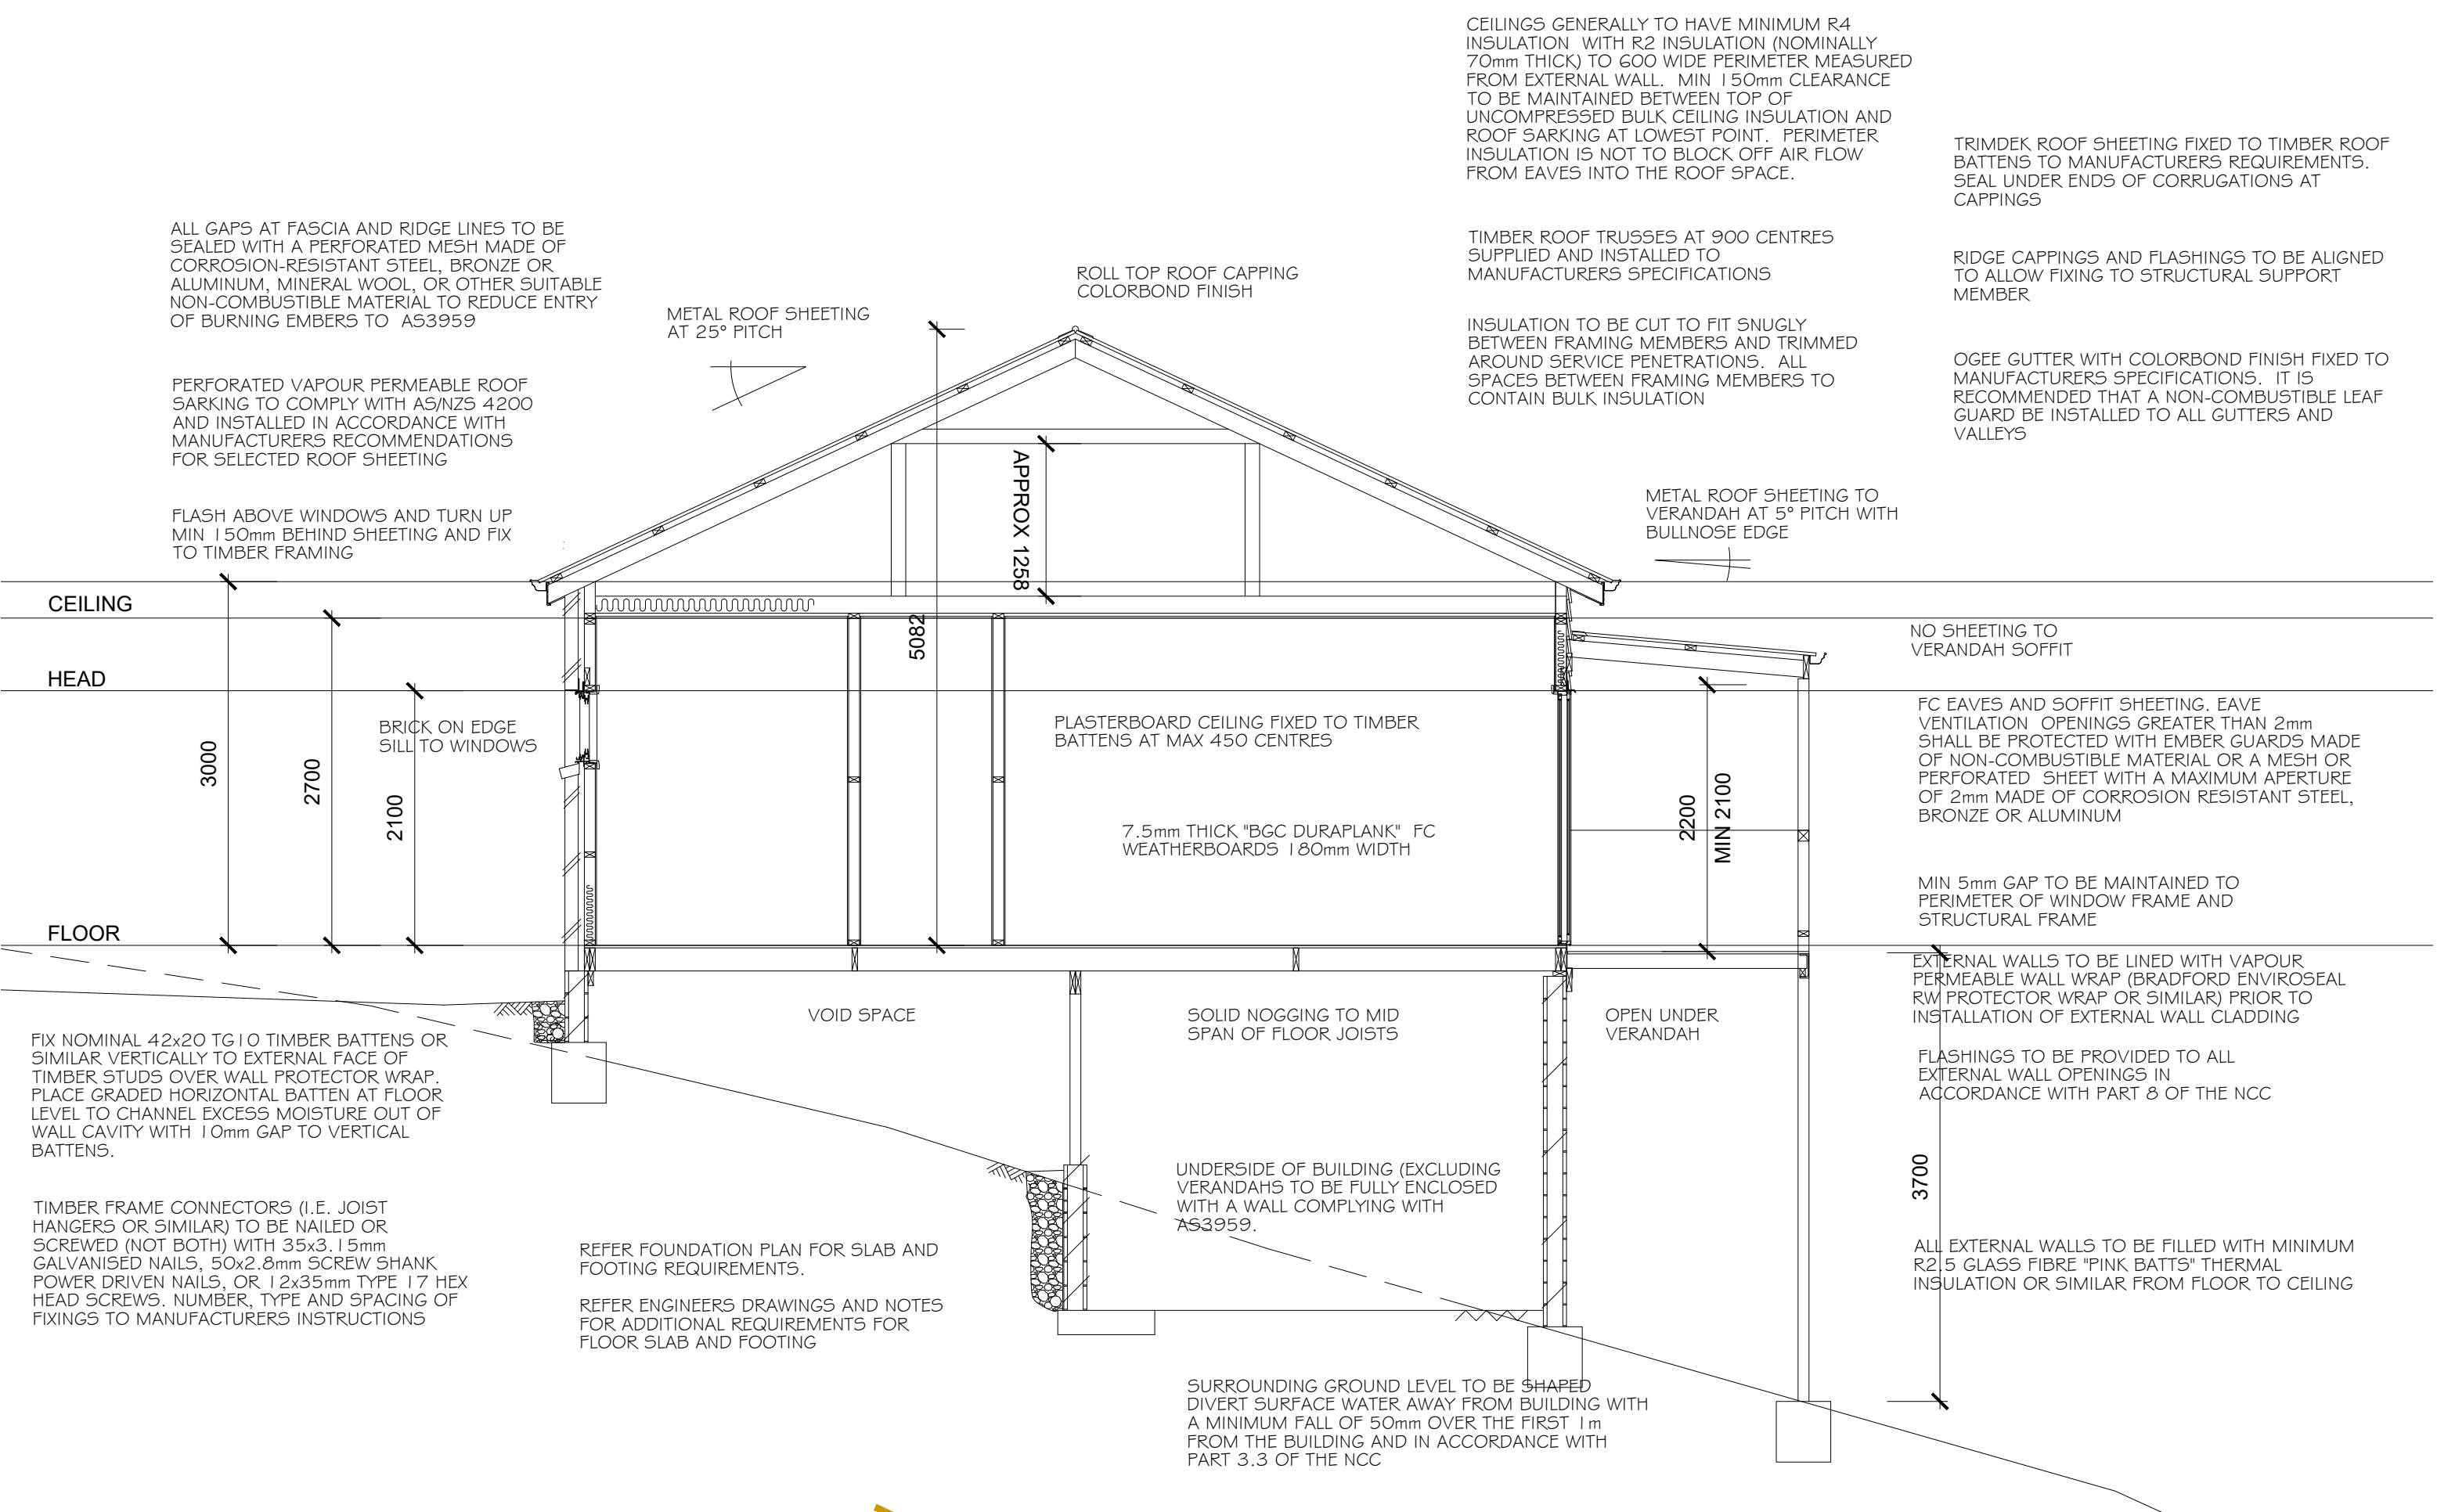 CEILINGS GENERALLY TO HAVE MINIMUM R4
INSULATION WITH R2 INSULATION (NOMINALLY
70mm THICK) TO 600 WIDE PERIMETER MEASURED
FROM EXTERNAL WALL. MIN 150mm CLEARANCE
TO BE MAINTAINED BETWEEN TOP OF
UNCOMPRESSED BULK CEILING INSULATION AND
ROOF SARKING AT LOWEST POINT. PERIMETER
INSULATION IS NOT TO BLOCK OFF AIR FLOW
FROM EAVES INTO THE ROOF SPACE.
TRIMDEK ROOF SHEETING FIXED TO TIMBER ROOF
BATTENS TO MANUFACTURERS REQUIREMENTS.
SEAL UNDER ENDS OF CORRUGATIONS AT
CAPPINGS
ALL GAPS AT FASCIA AND RIDGE LINES TO BE
SEALED WITH A PERFORATED MESH MADE OF
CORROSION-RESISTANT STEEL, BRONZE OR
ALUMINUM, MINERAL WOOL, OR OTHER SUITABLE
NON-COMBUSTIBLE MATERIAL TO REDUCE ENTRY
OF BURNING EMBERS TO AS3959
TIMBER ROOF TRUSSES AT 900 CENTRES
SUPPLIED AND INSTALLED TO
MANUFACTURERS SPECIFICATIONS
RIDGE CAPPINGS AND FLASHINGS TO BE ALIGNED
TO ALLOW FIXING TO STRUCTURAL SUPPORT
MEMBER
ROLL TOP ROOF CAPPING
COLORBOND FINISH
METAL ROOF SHEETING
AT 25° PITCH
INSULATION TO BE CUT TO FIT SNUGLY
BETWEEN FRAMING MEMBERS AND TRIMMED
AROUND SERVICE PENETRATIONS. ALL
SPACES BETWEEN FRAMING MEMBERS TO
CONTAIN BULK INSULATION
OGEE GUTTER WITH COLORBOND FINISH FIXED TO
MANUFACTURERS SPECIFICATIONS. IT IS
RECOMMENDED THAT A NON-COMBUSTIBLE LEAF
GUARD BE INSTALLED TO ALL GUTTERS AND
VALLEYS
PERFORATED VAPOUR PERMEABLE ROOF
SARKING TO COMPLY WITH AS/NZS 4200
AND INSTALLED IN ACCORDANCE WITH
MANUFACTURERS RECOMMENDATIONS
FOR SELECTED ROOF SHEETING
APPROX 1258
METAL ROOF SHEETING TO
VERANDAH AT 5° PITCH WITH
BULLNOSE EDGE
FLASH ABOVE WINDOWS AND TURN UP
MIN 150mm BEHIND SHEETING AND FIX
TO TIMBER FRAMING
CEILING
5082
NO SHEETING TO
VERANDAH SOFFIT
HEAD
BRICK ON EDGE
SILL TO WINDOWS
PLASTERBOARD CEILING FIXED TO TIMBER
BATTENS AT MAX 450 CENTRES
FC EAVES AND SOFFIT SHEETING. EAVE
VENTILATION OPENINGS GREATER THAN 2mm
SHALL BE PROTECTED WITH EMBER GUARDS MADE
OF NON-COMBUSTIBLE MATERIAL OR A MESH OR
PERFORATED SHEET WITH A MAXIMUM APERTURE
OF 2mm MADE OF CORROSION RESISTANT STEEL,
BRONZE OR ALUMINUM
3000
2700
2100
2200
MIN 2100
7.5mm THICK "BGC DURAPLANK" FC
WEATHERBOARDS 180mm WIDTH
MIN 5mm GAP TO BE MAINTAINED TO
PERIMETER OF WINDOW FRAME AND
STRUCTURAL FRAME
FLOOR
EXTERNAL WALLS TO BE LINED WITH VAPOUR
PERMEABLE WALL WRAP (BRADFORD ENVIROSEAL
RW PROTECTOR WRAP OR SIMILAR) PRIOR TO
INSTALLATION OF EXTERNAL WALL CLADDING
VOID SPACE
SOLID NOGGING TO MID
SPAN OF FLOOR JOISTS
OPEN UNDER
VERANDAH
FIX NOMINAL 42x20 TG10 TIMBER BATTENS OR
SIMILAR VERTICALLY TO EXTERNAL FACE OF
TIMBER STUDS OVER WALL PROTECTOR WRAP.
PLACE GRADED HORIZONTAL BATTEN AT FLOOR
LEVEL TO CHANNEL EXCESS MOISTURE OUT OF
WALL CAVITY WITH 10mm GAP TO VERTICAL
BATTENS.
FLASHINGS TO BE PROVIDED TO ALL
EXTERNAL WALL OPENINGS IN
ACCORDANCE WITH PART 8 OF THE NCC
UNDERSIDE OF BUILDING (EXCLUDING
VERANDAHS TO BE FULLY ENCLOSED
WITH A WALL COMPLYING WITH
AS3959.
3700
TIMBER FRAME CONNECTORS (I.E. JOIST
HANGERS OR SIMILAR) TO BE NAILED OR
SCREWED (NOT BOTH) WITH 35x3.15mm
GALVANISED NAILS, 50x2.8mm SCREW SHANK
POWER DRIVEN NAILS, OR 12x35mm TYPE 17 HEX
HEAD SCREWS. NUMBER, TYPE AND SPACING OF
FIXINGS TO MANUFACTURERS INSTRUCTIONS
REFER FOUNDATION PLAN FOR SLAB AND
FOOTING REQUIREMENTS.
REFER ENGINEERS DRAWINGS AND NOTES
FOR ADDITIONAL REQUIREMENTS FOR
FLOOR SLAB AND FOOTING
ALL EXTERNAL WALLS TO BE FILLED WITH MINIMUM
R2.5 GLASS FIBRE "PINK BATTS" THERMAL
INSULATION OR SIMILAR FROM FLOOR TO CEILING
SURROUNDING GROUND LEVEL TO BE SHAPED
DIVERT SURFACE WATER AWAY FROM BUILDING WITH
A MINIMUM FALL OF 50mm OVER THE FIRST 1m
FROM THE BUILDING AND IN ACCORDANCE WITH
PART 3.3 OF THE NCC